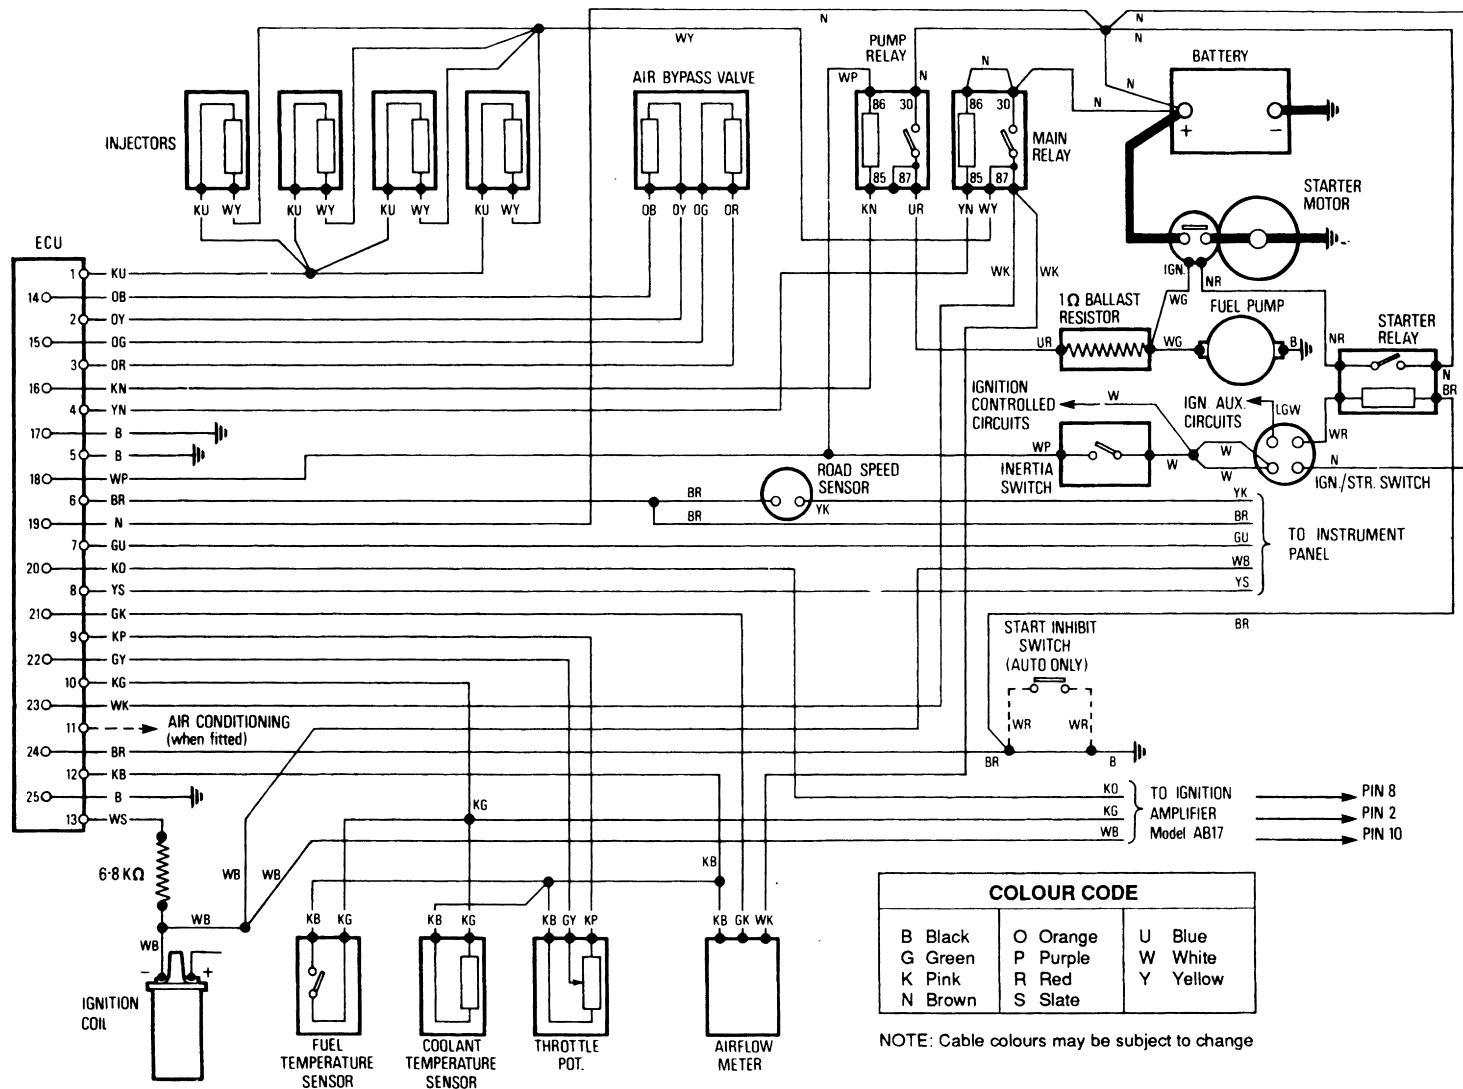 N N
WY N
PUMP BATTERY
RELAY
WP N N N
AIR BYPASS VALVE N
86 30 86 30
INJECTORS
MAIN
RELAY
+ −
85 87 85 87
STARTER
MOTOR
KU WY KU WY KU WY KU WY OB OY OG OR KN UR YN WY
ECU
WK WK IGN. NR
1 KU
14 OB
2 OY
15 OG
3 OR
16 KN
4 YN
17 B
5 B
18 WP
6 BR
19 N
7 GU
20 KO
8 YS
21 GK
9 KP
22 GY
10 KG
23 WK
11 AIR CONDITIONING
(when fitted)
24 BR
12 KB
25 B
13 WS
WG
1Ω BALLAST
RESISTOR
FUEL PUMP
STARTER
RELAY
UR WG B NR
N
BR
IGNITION
CONTROLLED
CIRCUITS
W
IGN. AUX.
CIRCUITS
LGW
WR
WP W W W N
INERTIA
SWITCH
IGN./STR. SWITCH
ROAD SPEED
SENSOR
BR YK YK
BR BR
GU
WB
YS
TO INSTRUMENT
PANEL
BR
START INHIBIT
SWITCH
(AUTO ONLY)
WR WR
BR B
KO
KG
WB
TO IGNITION
AMPLIFIER
Model AB17
PIN 8
PIN 2
PIN 10
KG
6·8 KΩ
WB WB
KB
WB
WB
KB KG KB KG KB GY KP KB GK WK
− +
IGNITION
COIL
FUEL
TEMPERATURE
SENSOR
COOLANT
TEMPERATURE
SENSOR
THROTTLE
POT.
AIRFLOW
METER
COLOUR CODE
B Black O Orange U Blue
G Green P Purple W White
K Pink R Red Y Yellow
N Brown S Slate
NOTE: Cable colours may be subject to change